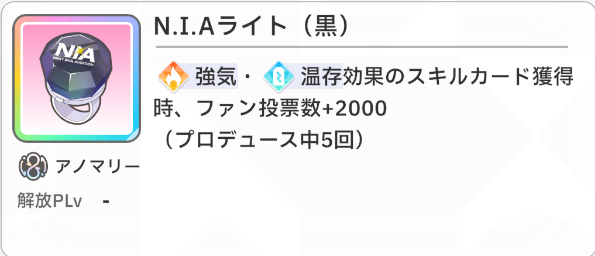 N.I.Aライト（黒）
強気・温存効果のスキルカード獲得
時、ファン投票数+2000
（プロデュース中5回）
NIA
アノマリー
解放PLv -